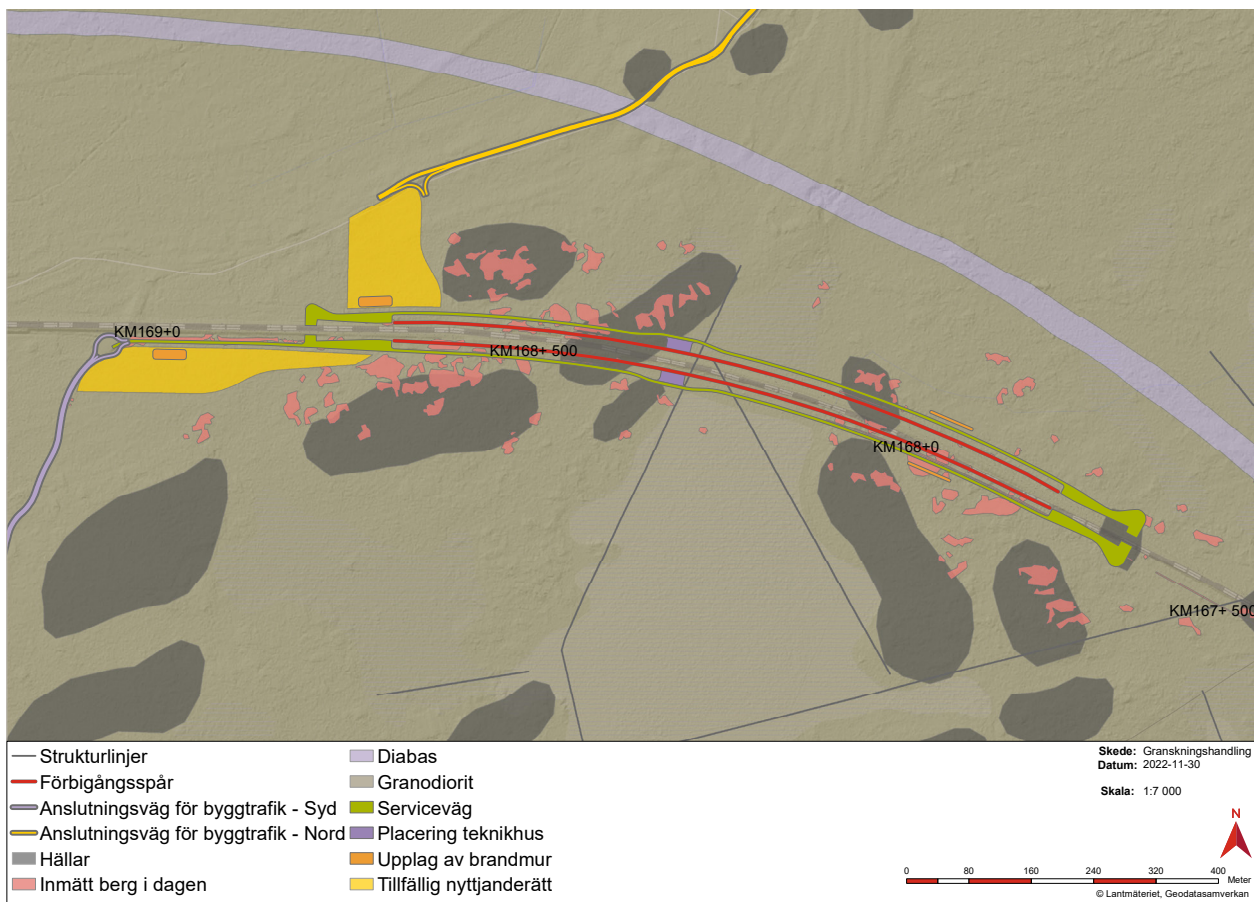 KM169+0
KM168+ 500
KM168+0
KM167+ 500
Strukturlinjer
Förbigångsspår
Anslutningsväg för byggtrafik - Syd
Anslutningsväg för byggtrafik - Nord
Hällar
Inmätt berg i dagen
Diabas
Granodiorit
Serviceväg
Placering teknikhus
Upplag av brandmur
Tillfällig nyttjanderätt
Skede: Granskningshandling
Datum: 2022-11-30
Skala: 1:7 000
N
0 80 160 240 320 400
Meter
© Lantmäteriet, Geodatasamverkan